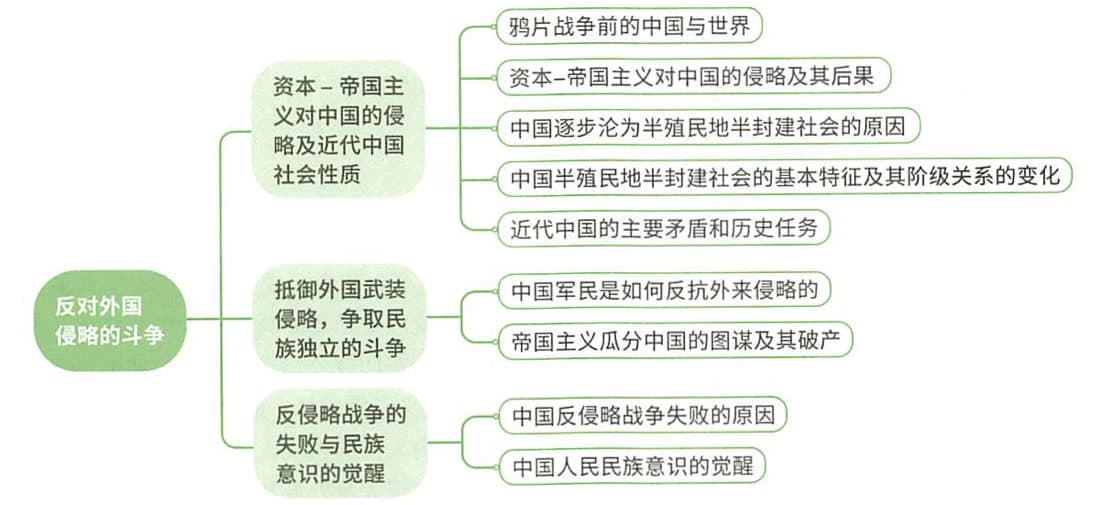 反对外国
侵略的斗争
资本－帝国主
义对中国的侵
略及近代中国
社会性质
鸦片战争前的中国与世界
资本–帝国主义对中国的侵略及其后果
中国逐步沦为半殖民地半封建社会的原因
中国半殖民地半封建社会的基本特征及其阶级关系的变化
近代中国的主要矛盾和历史任务
抵御外国武装
侵略，争取民
族独立的斗争
中国军民是如何反抗外来侵略的
帝国主义瓜分中国的图谋及其破产
反侵略战争的
失败与民族
意识的觉醒
中国反侵略战争失败的原因
中国人民民族意识的觉醒